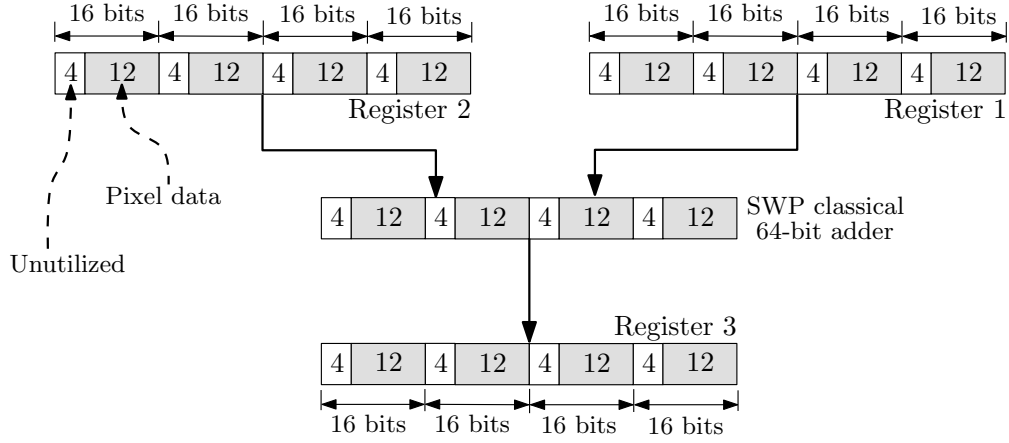 16 bits 16 bits 16 bits 16 bits
16 bits 16 bits 16 bits 16 bits
4 12 4 12 4 12 4 12
4 12 4 12 4 12 4 12
Register 2
Register 1
Pixel data
Unutilized
4 12 4 12 4 12 4 12
SWP classical
64-bit adder
Register 3
4 12 4 12 4 12 4 12
16 bits 16 bits 16 bits 16 bits